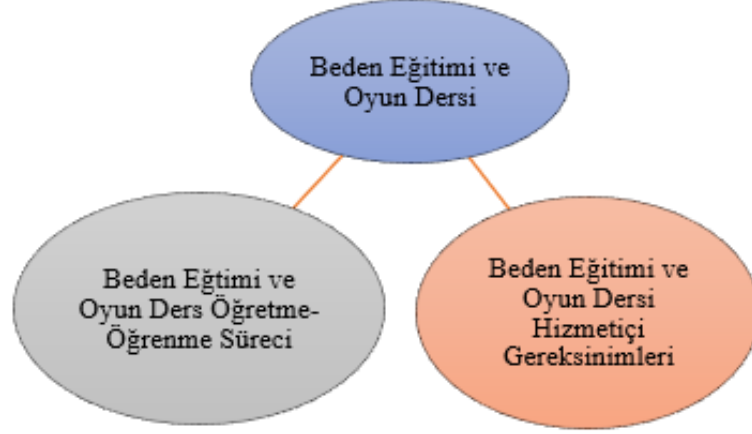 Beden Eğitimi ve
Oyun Dersi
Beden Eğtimi ve
Oyun Ders Öğretme-
Öğrenme Süreci
Beden Eğitimi ve
Oyun Dersi
Hizmetiçi
Gereksinimleri